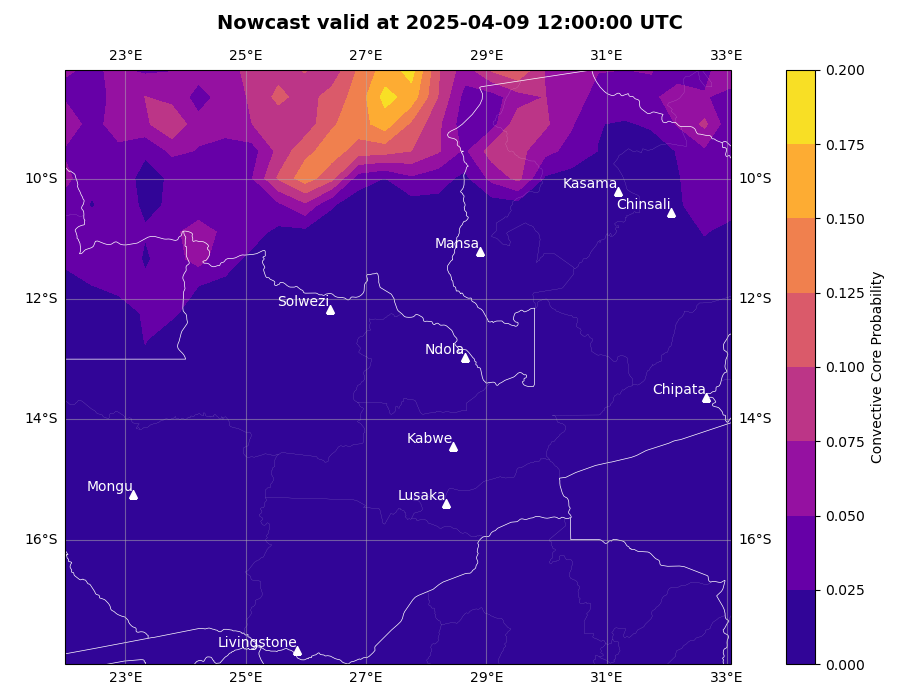 Nowcast valid at 2025-04-09 12:00:00 UTC
23°E 25°E 27°E 29°E 31°E 33°E
0.200
0.175
10°S 10°S
Kasama
Chinsali
0.150
Mansa
12°S 12°S
Solwezi
0.125
Ndola
0.100
Convective Core Probability
Chipata
14°S 14°S
Kabwe
0.075
Mongu
Lusaka
0.050
16°S 16°S
0.025
Livingstone
0.000
23°E 25°E 27°E 29°E 31°E 33°E